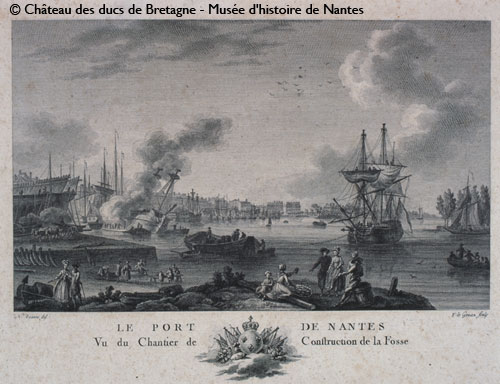 © Château des ducs de Bretagne - Musée d'histoire de Nantes
LE PORT DE NANTES
Vu du Chantier de Construction de la Fosse